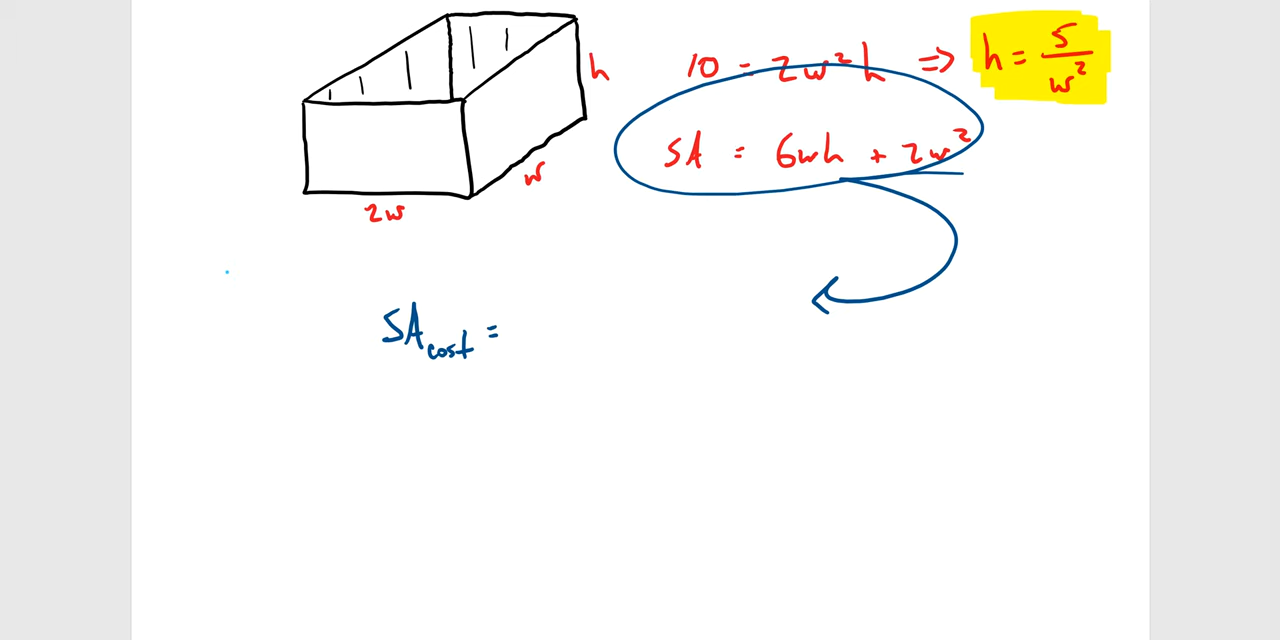 h
10 = 2w²h ⇒ h = 5/w²
SA = 6wh + 2w²
w
2w
SA_cost =